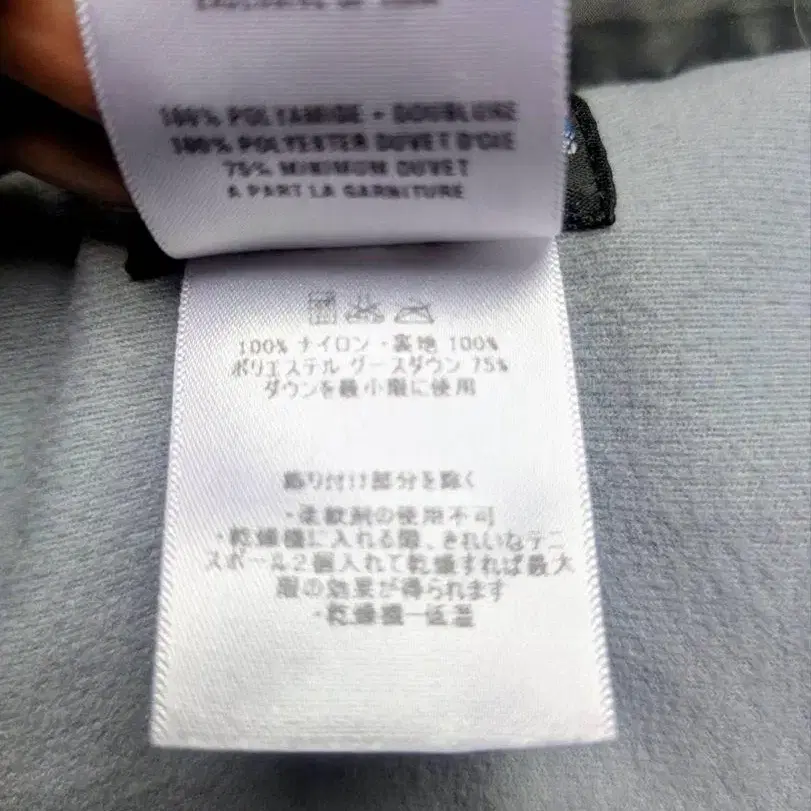 100% POLYAMIDE - DOUBLURE
100% POLYESTER DUVET D'OIE
75% MINIMUM DUVET
A PART LA GARNITURE
100% ナイロン・裏地 100%
ポリエステル グースダウン 75%
ダウンを最小限に使用
飾り付け部分を除く
・柔軟剤の使用不可
・乾燥機に入れる際、きれいなテニ
スボール2個入れて乾燥すれば最大
限の効果が得られます
・乾燥機一低温